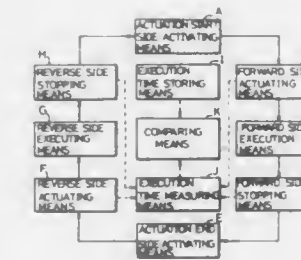 A
ACTUATION START
SIDE ACTIVATING
MEANS
H
REVERSE SIDE
STOPPING
MEANS
I
EXECUTION
TIME STORING
MEANS
FORWARD SI
ACTUATING
MEANS
G
REVERSE SIDE
EXECUTING
MEANS
K
COMPARING
MEANS
FORWARD SI
EXECUTION
MEANS
F
REVERSE SIDE
ACTUATING
MEANS
J
EXECUTION
TIME MEASURING
MEANS
FORWARD SI
STOPPING
MEANS
E
ACTUATION END
SIDE ACTIVATING
MEANS